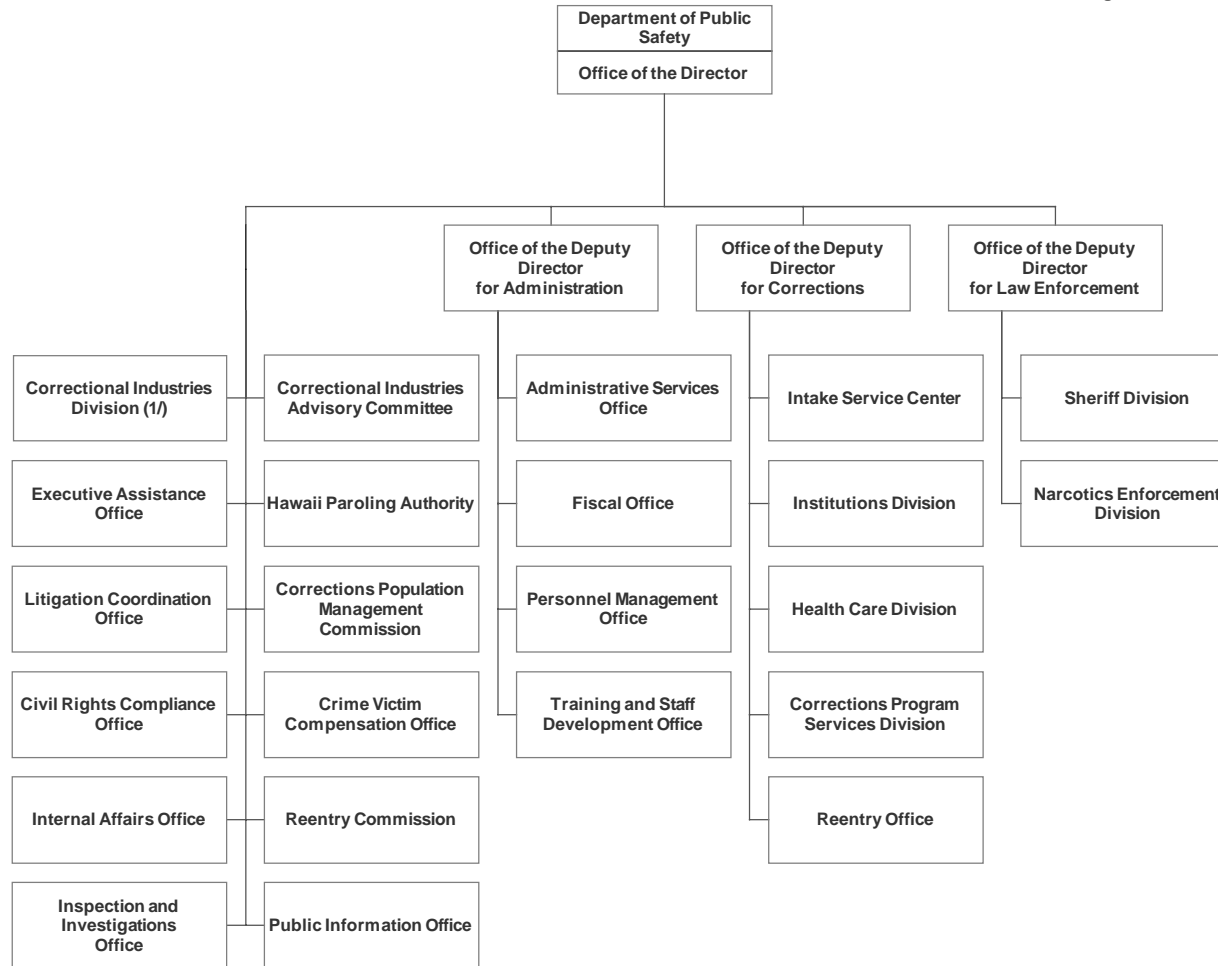 Department of Public
Safety
Office of the Director
Office of the Deputy
Director
for Administration
Office of the Deputy
Director
for Corrections
Office of the Deputy
Director
for Law Enforcement
Correctional Industries
Division (1/)
Correctional Industries
Advisory Committee
Administrative Services
Office
Intake Service Center
Sheriff Division
Executive Assistance
Office
Hawaii Paroling Authority
Fiscal Office
Institutions Division
Narcotics Enforcement
Division
Litigation Coordination
Office
Corrections Population
Management
Commission
Personnel Management
Office
Health Care Division
Civil Rights Compliance
Office
Crime Victim
Compensation Office
Training and Staff
Development Office
Corrections Program
Services Division
Internal Affairs Office
Reentry Commission
Reentry Office
Inspection and
Investigations
Office
Public Information Office